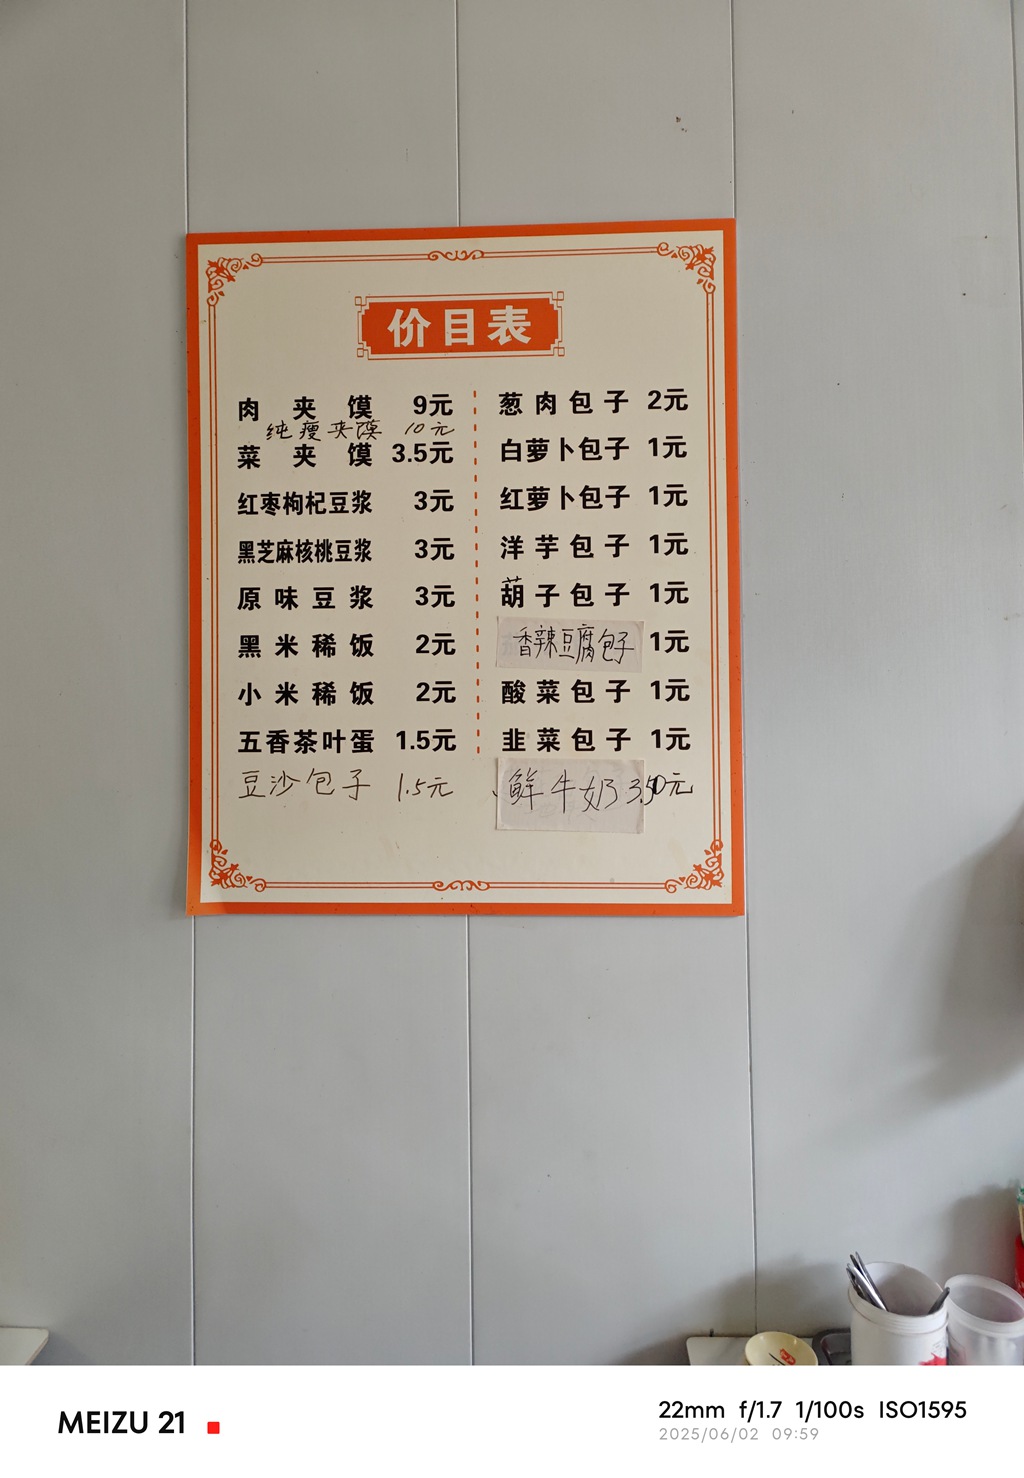 价目表
肉夹馍 9元
纯瘦夹馍 10元
菜夹馍 3.5元
红枣枸杞豆浆 3元
黑芝麻核桃豆浆 3元
原味豆浆 3元
黑米稀饭 2元
小米稀饭 2元
五香茶叶蛋 1.5元
豆沙包子 1.5元
葱肉包子 2元
白萝卜包子 1元
红萝卜包子 1元
洋芋包子 1元
葫子包子 1元
香辣豆腐包子 1元
酸菜包子 1元
韭菜包子 1元
鲜牛奶 3.50元
MEIZU 21
22mm f/1.7 1/100s ISO1595
2025/06/02 09:59